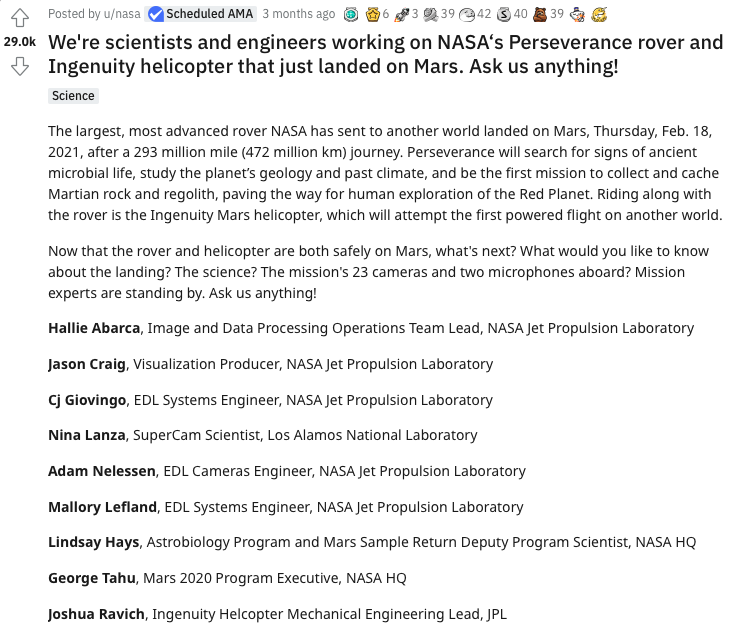 Posted by u/nasa Scheduled AMA 3 months ago 6 3 39 42 40 39
29.0k
We're scientists and engineers working on NASA‘s Perseverance rover and
Ingenuity helicopter that just landed on Mars. Ask us anything!
Science
The largest, most advanced rover NASA has sent to another world landed on Mars, Thursday, Feb. 18,
2021, after a 293 million mile (472 million km) journey. Perseverance will search for signs of ancient
microbial life, study the planet’s geology and past climate, and be the first mission to collect and cache
Martian rock and regolith, paving the way for human exploration of the Red Planet. Riding along with
the rover is the Ingenuity Mars helicopter, which will attempt the first powered flight on another world.
Now that the rover and helicopter are both safely on Mars, what's next? What would you like to know
about the landing? The science? The mission's 23 cameras and two microphones aboard? Mission
experts are standing by. Ask us anything!
Hallie Abarca, Image and Data Processing Operations Team Lead, NASA Jet Propulsion Laboratory
Jason Craig, Visualization Producer, NASA Jet Propulsion Laboratory
Cj Giovingo, EDL Systems Engineer, NASA Jet Propulsion Laboratory
Nina Lanza, SuperCam Scientist, Los Alamos National Laboratory
Adam Nelessen, EDL Cameras Engineer, NASA Jet Propulsion Laboratory
Mallory Lefland, EDL Systems Engineer, NASA Jet Propulsion Laboratory
Lindsay Hays, Astrobiology Program and Mars Sample Return Deputy Program Scientist, NASA HQ
George Tahu, Mars 2020 Program Executive, NASA HQ
Joshua Ravich, Ingenuity Helcopter Mechanical Engineering Lead, JPL